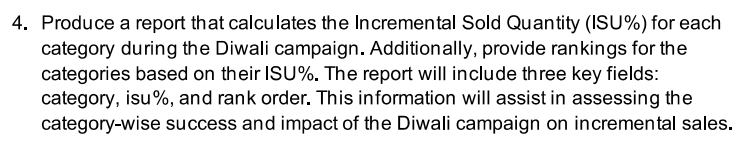 4. Produce a report that calculates the Incremental Sold Quantity (ISU%) for each
category during the Diwali campaign. Additionally, provide rankings for the
categories based on their ISU%. The report will include three key fields:
category, isu%, and rank order. This information will assist in assessing the
category-wise success and impact of the Diwali campaign on incremental sales.